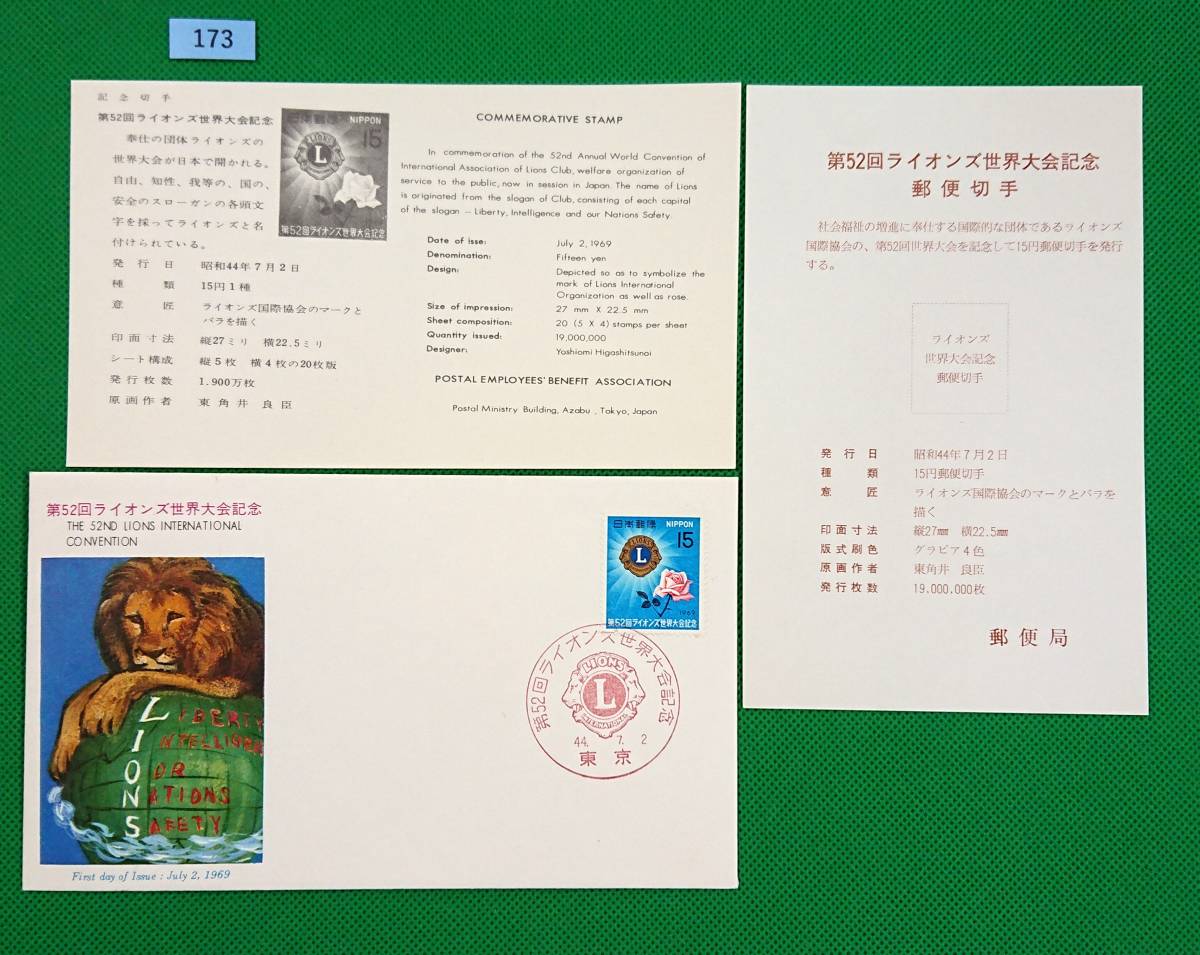 173
記念切手
第52回ライオンズ世界大会記念
奉仕の団体ライオンズの
世界大会が日本で開かれる。
自由、知性、我等の、国の、
安全のスローガンの各頭文
字を採ってライオンズと名
付けられている。
発行日 昭和44年7月2日
種類 15円1種
意匠 ライオンズ国際協会のマークと
バラを描く
印面寸法 縦27ミリ 横22.5ミリ
シート構成 縦5枚 横4枚の20枚版
発行枚数 1.900万枚
原画作者 東角井良臣
日本郵便 NIPPON
15
LIONS
L
第52回ライオンズ世界大会記念
COMMEMORATIVE STAMP
In commemoration of the 52nd Annual World Convention of
International Association of Lions Club, welfare organization of
service to the public, now in session in Japan. The name of Lions
is originated from the slogan of Club, consisting of each capital
of the slogan — Liberty, Intelligence and our Nations Safety.
Date of isse: July 2, 1969
Denomination: Fifteen yen
Design: Depicted so as to symbolize the
mark of Lions International
Organization as well as rose.
Size of impression: 27 mm X 22.5 mm
Sheet composition: 20 (5 X 4) stamps per sheet
Quantity issued: 19,000,000
Designer: Yoshiomi Higashitsunoi
POSTAL EMPLOYEES' BENEFIT ASSOCIATION
Postal Ministry Building, Azabu, Tokyo, Japan
第52回ライオンズ世界大会記念
郵便切手
社会福祉の増進に奉仕する国際的な団体であるライオンズ
国際協会の、第52回世界大会を記念して15円郵便切手を発行
する。
ライオンズ
世界大会記念
郵便切手
発行日 昭和44年7月2日
種類 15円郵便切手
意匠 ライオンズ国際協会のマークとバラを
描く
印面寸法 縦27㎜ 横22.5㎜
版式刷色 グラビア4色
原画作者 東角井 良臣
発行枚数 19.000.000枚
郵便局
第52回ライオンズ世界大会記念
THE 52ND LIONS INTERNATIONAL
CONVENTION
LIBERTY
INTELLIGEN
OUR
NATIONS
SAFETY
First day of Issue : July 2, 1969
日本郵便 NIPPON
15
LIONS
L
1969
第52回ライオンズ世界大会記念
第52回ライオンズ世界大会記念
LIONS
L
INTERNATIONAL
44. 7. 2
東京